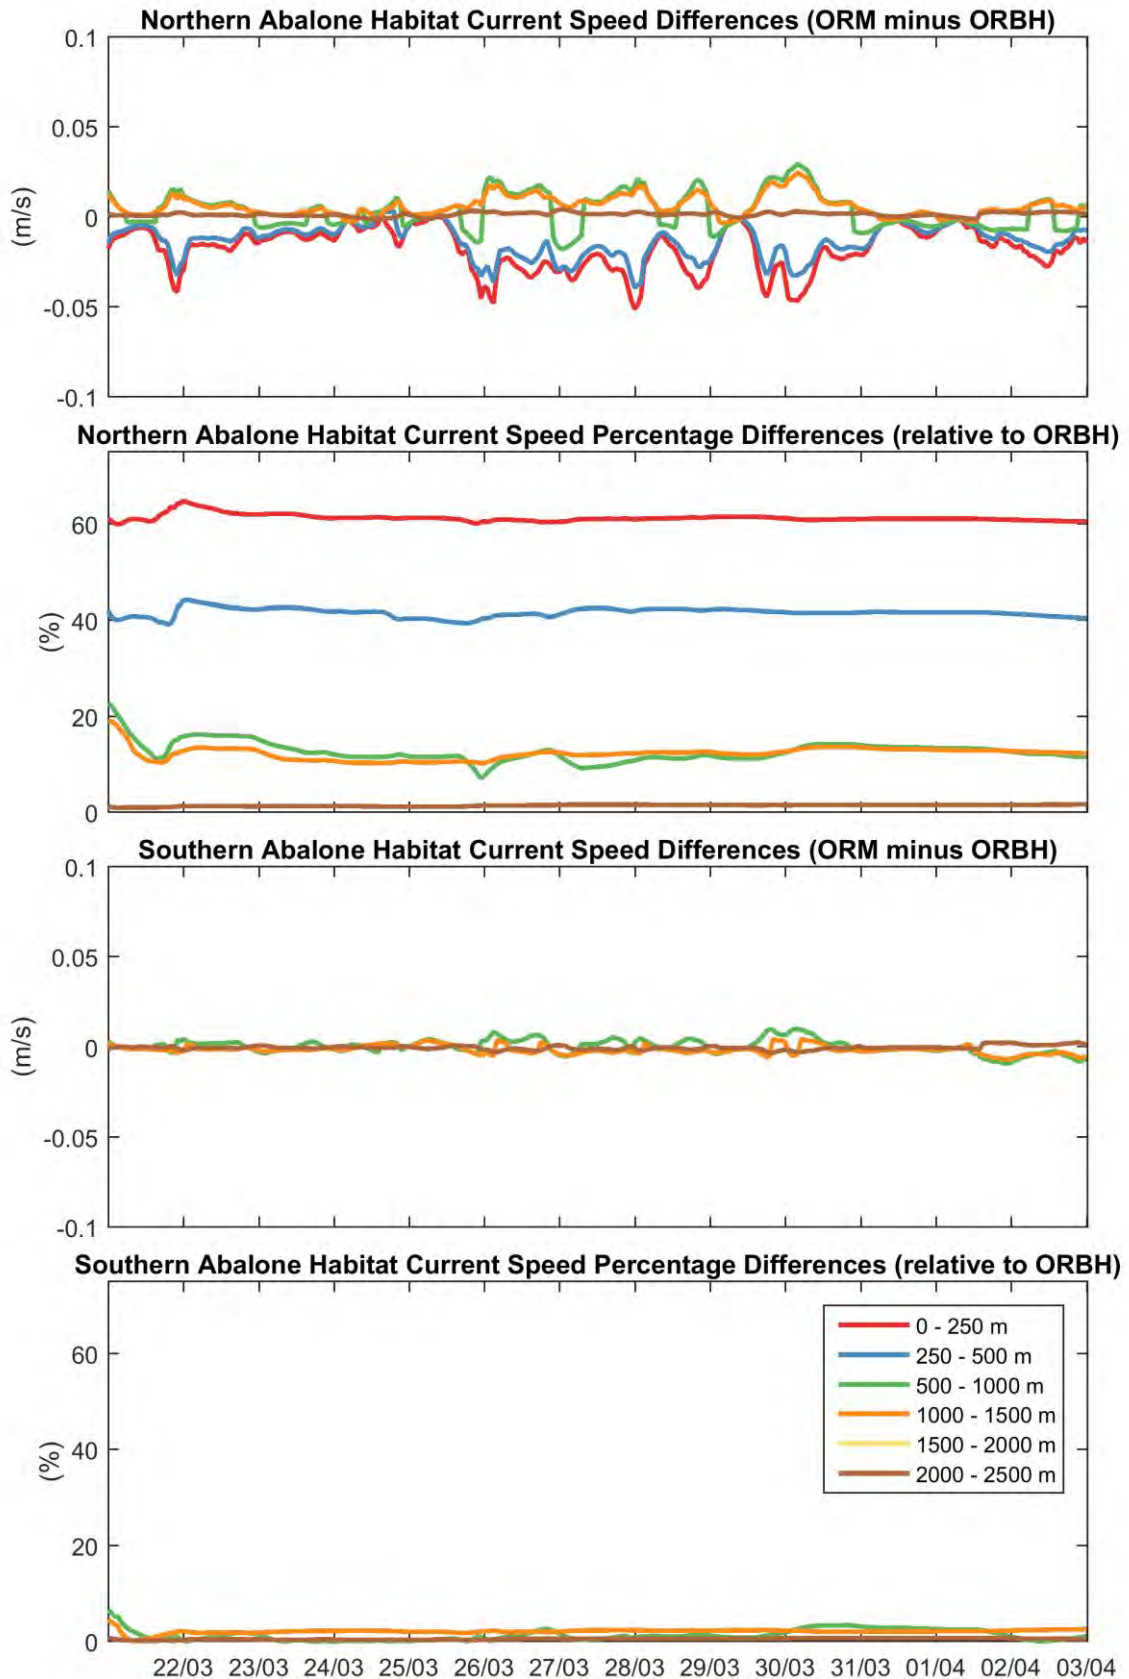 Northern Abalone Habitat Current Speed Differences (ORM minus ORBH)
0.1
0.05
0
-0.05
-0.1
(m/s)
Northern Abalone Habitat Current Speed Percentage Differences (relative to ORBH)
60
40
20
0
(%)
Southern Abalone Habitat Current Speed Differences (ORM minus ORBH)
0.1
0.05
0
-0.05
-0.1
(m/s)
Southern Abalone Habitat Current Speed Percentage Differences (relative to ORBH)
60
40
20
0
(%)
0 - 250 m
250 - 500 m
500 - 1000 m
1000 - 1500 m
1500 - 2000 m
2000 - 2500 m
22/03 23/03 24/03 25/03 26/03 27/03 28/03 29/03 30/03 31/03 01/04 02/04 03/04